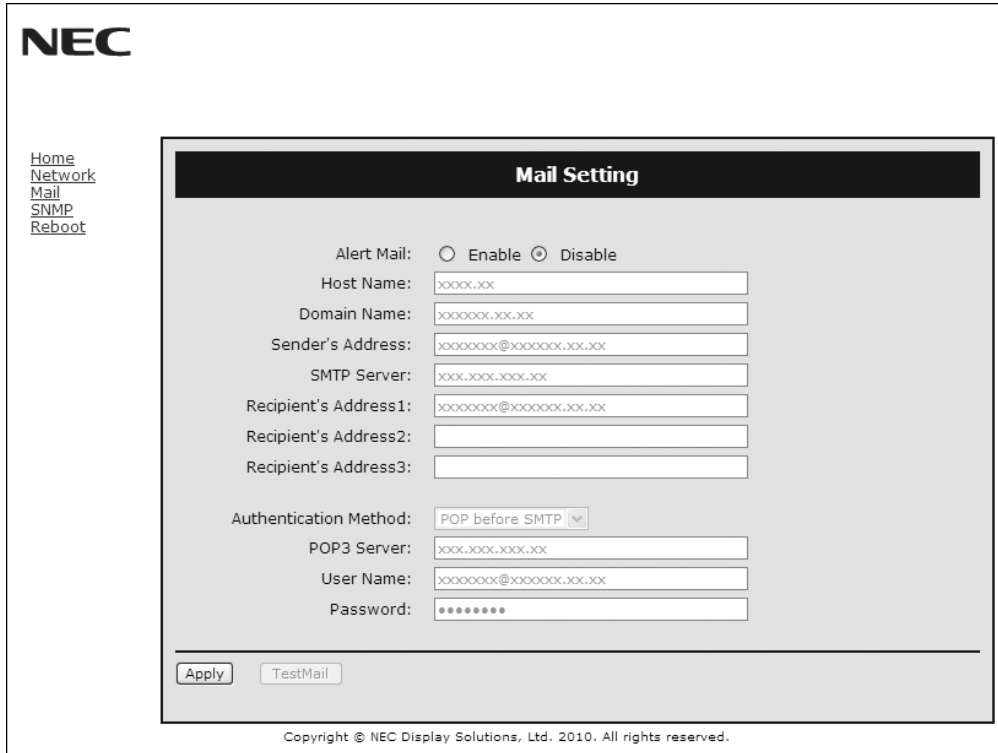 NEC
Home
Network
Mail
SNMP
Reboot
Mail Setting
Alert Mail: Enable Disable
Host Name: xxxx.xx
Domain Name: xxxxxx.xx.xx
Sender's Address: xxxxxxx@xxxxxx.xx.xx
SMTP Server: xxx.xxx.xxx.xx
Recipient's Address1: xxxxxxx@xxxxxx.xx.xx
Recipient's Address2:
Recipient's Address3:
Authentication Method: POP before SMTP
POP3 Server: xxx.xxx.xxx.xx
User Name: xxxxxxx@xxxxxx.xx.xx
Password: ••••••••
Apply TestMail
Copyright © NEC Display Solutions, Ltd. 2010. All rights reserved.